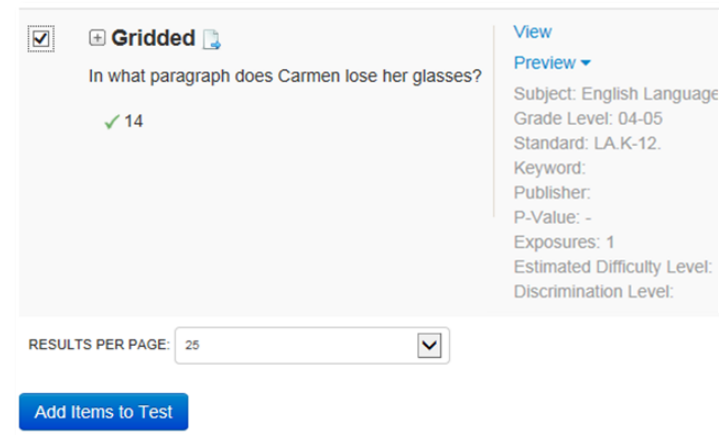 Gridded
In what paragraph does Carmen lose her glasses?
14
View
Preview
Subject: English Language
Grade Level: 04-05
Standard: LA.K-12.
Keyword:
Publisher:
P-Value: -
Exposures: 1
Estimated Difficulty Level:
Discrimination Level:
RESULTS PER PAGE: 25
Add Items to Test